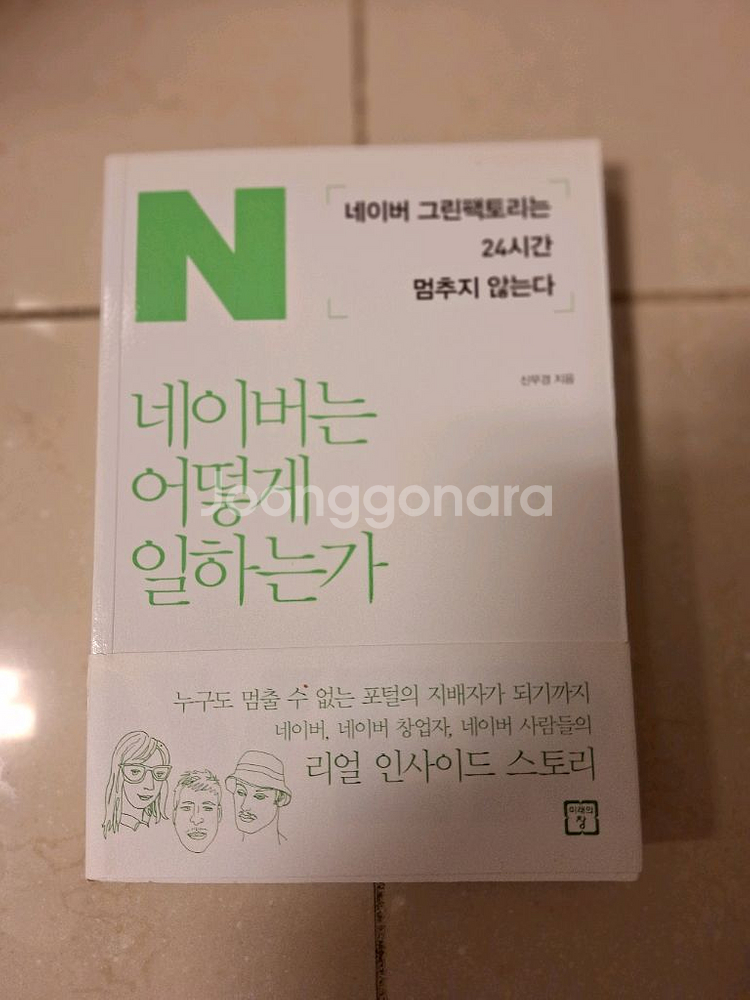 N
네이버 그린팩토리는
24시간
멈추지 않는다
신무경 지음
네이버는
어떻게
일하는가
Joonggonara
누구도 멈출 수 없는 포털의 지배자가 되기까지
네이버, 네이버 창업자, 네이버 사람들의
리얼 인사이드 스토리
미래의
창